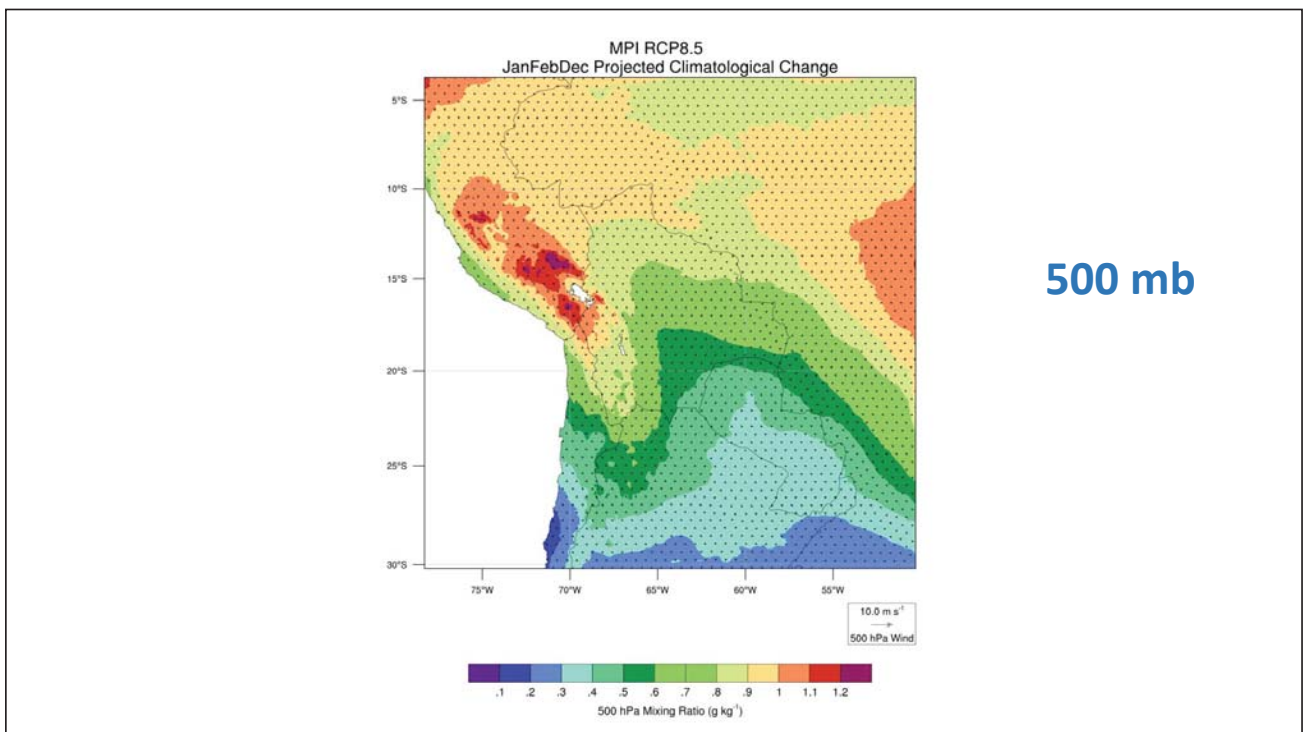 MPI RCP8.5
JanFebDec Projected Climatological Change
5°S
10°S
15°S
20°S
25°S
30°S
75°W 70°W 65°W 60°W 55°W
500 mb
10.0 m s⁻¹
500 hPa Wind
.1 .2 .3 .4 .5 .6 .7 .8 .9 1 1.1 1.2
500 hPa Mixing Ratio (g kg⁻¹)